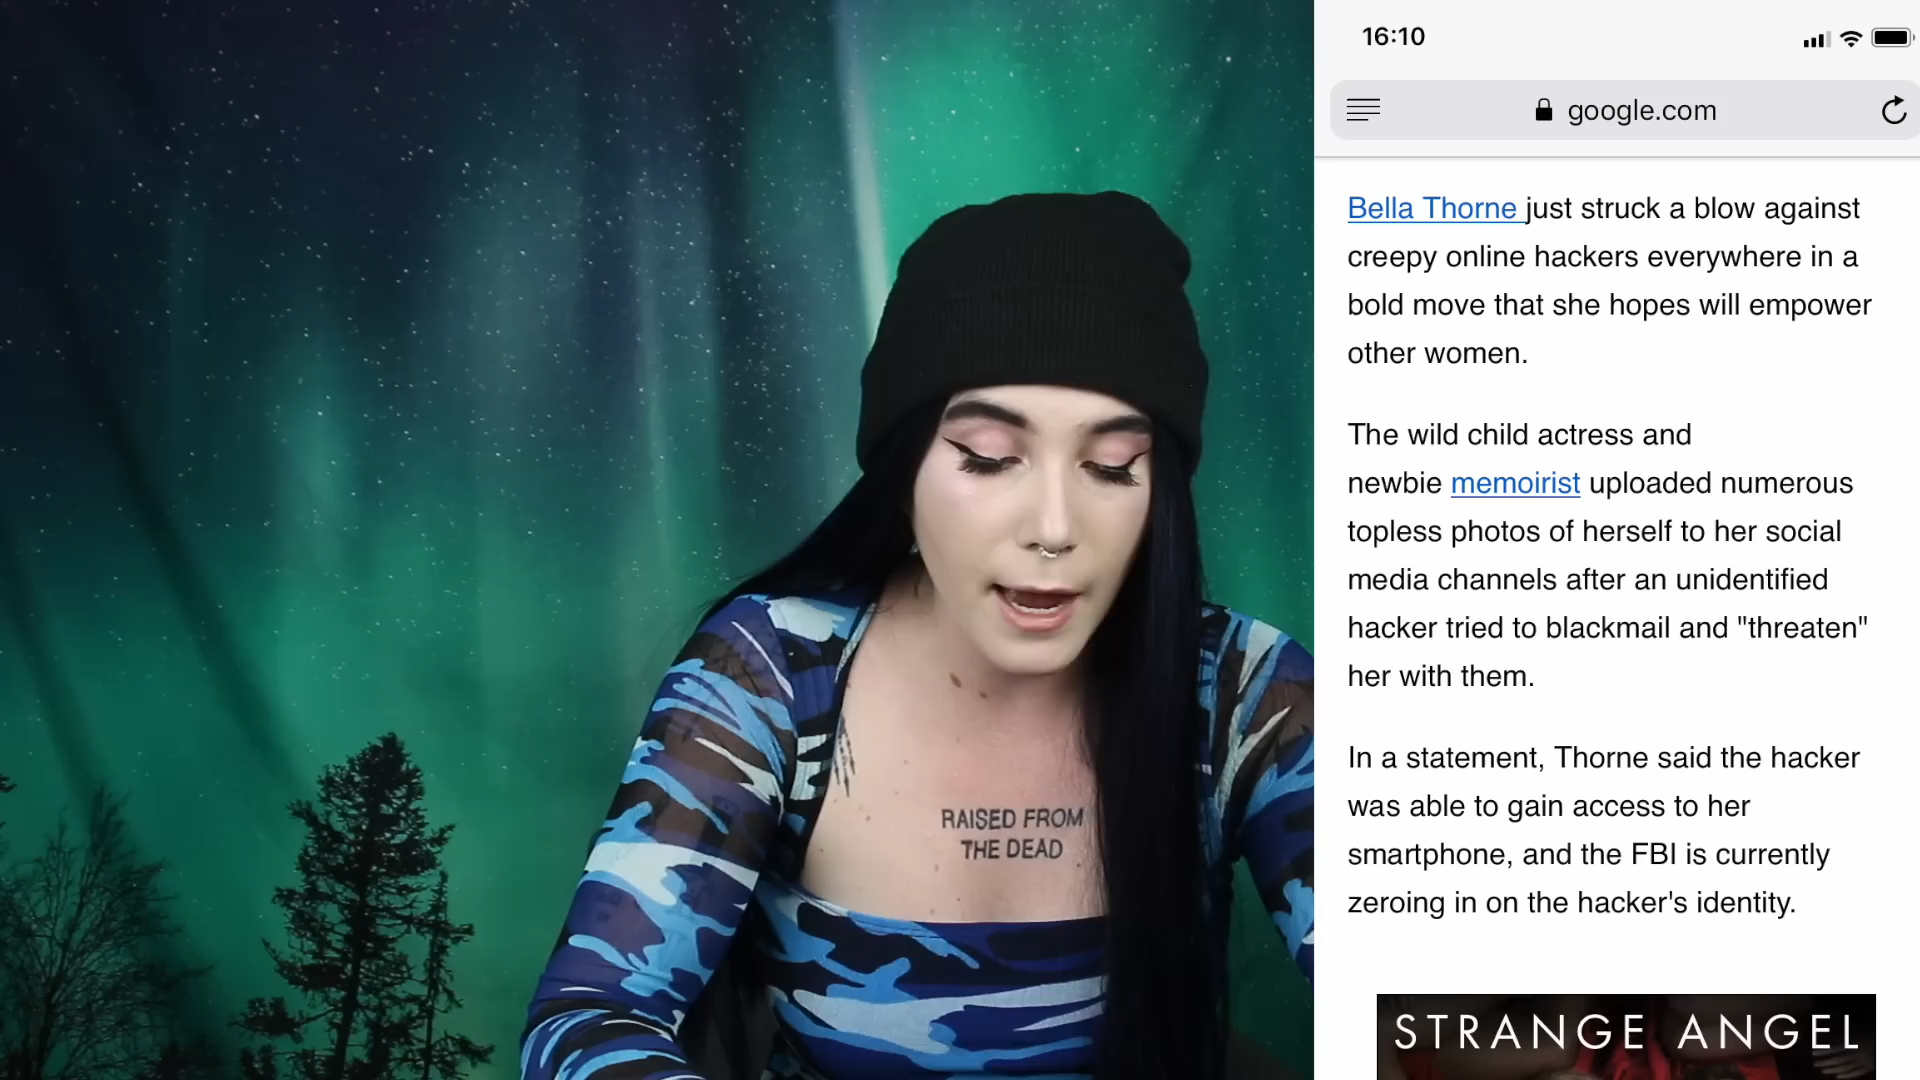 16:10
google.com
Bella Thorne just struck a blow against
creepy online hackers everywhere in a
bold move that she hopes will empower
other women.
The wild child actress and
newbie memoirist uploaded numerous
topless photos of herself to her social
media channels after an unidentified
hacker tried to blackmail and "threaten"
her with them.
In a statement, Thorne said the hacker
was able to gain access to her
smartphone, and the FBI is currently
zeroing in on the hacker's identity.
STRANGE ANGEL
RAISED FROM
THE DEAD